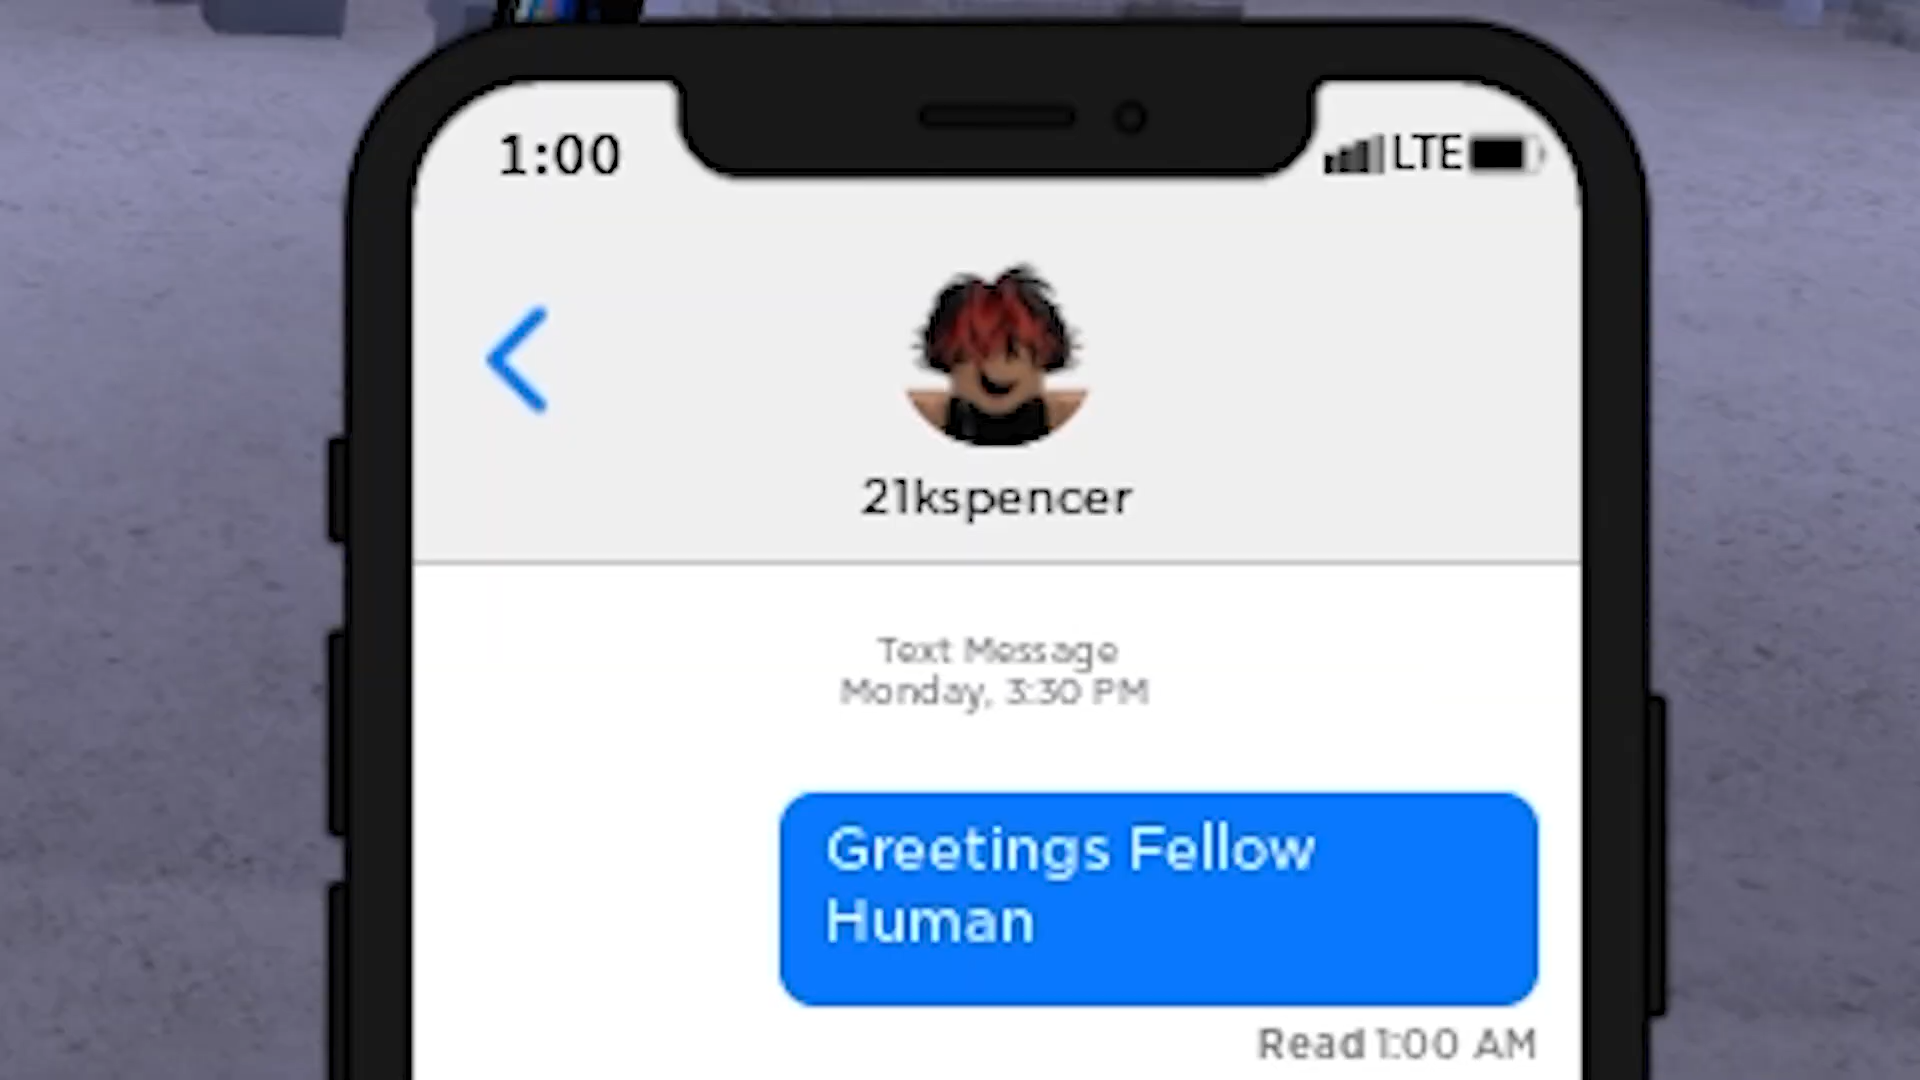 1:00
LTE
21kspencer
Text Message
Monday, 3:30 PM
Greetings Fellow
Human
Read 1:00 AM